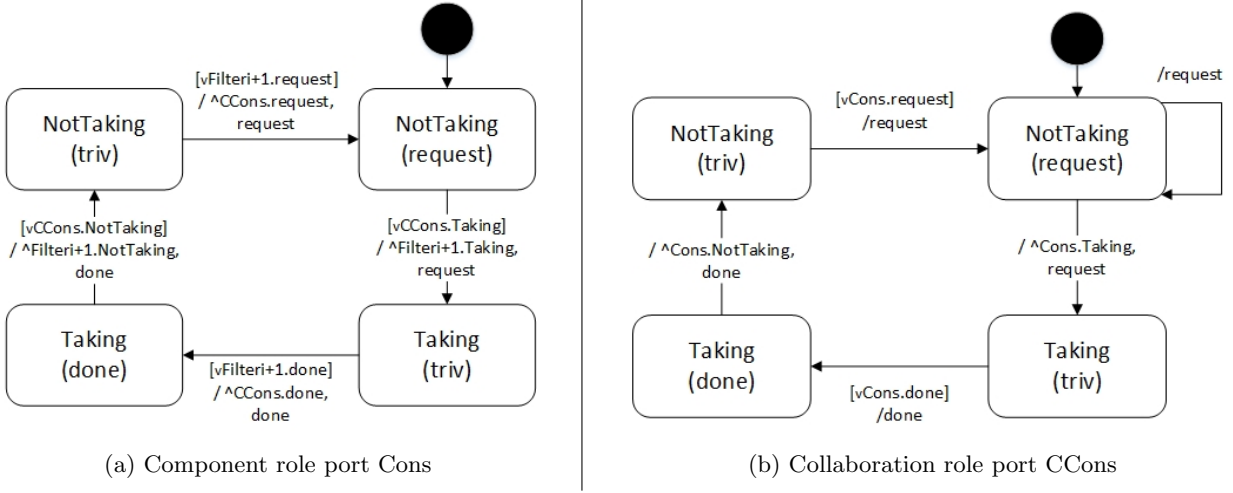 [vFilteri+1.request]
/ ^CCons.request,
request
NotTaking
(triv)
NotTaking
(request)
[vCCons.NotTaking]
/ ^Filteri+1.NotTaking,
done
[vCCons.Taking]
/ ^Filteri+1.Taking,
request
Taking
(done)
[vFilteri+1.done]
/ ^CCons.done,
done
Taking
(triv)
(a) Component role port Cons
/request
[vCons.request]
/request
NotTaking
(triv)
NotTaking
(request)
/ ^Cons.NotTaking,
done
/ ^Cons.Taking,
request
Taking
(done)
[vCons.done]
/done
Taking
(triv)
(b) Collaboration role port CCons